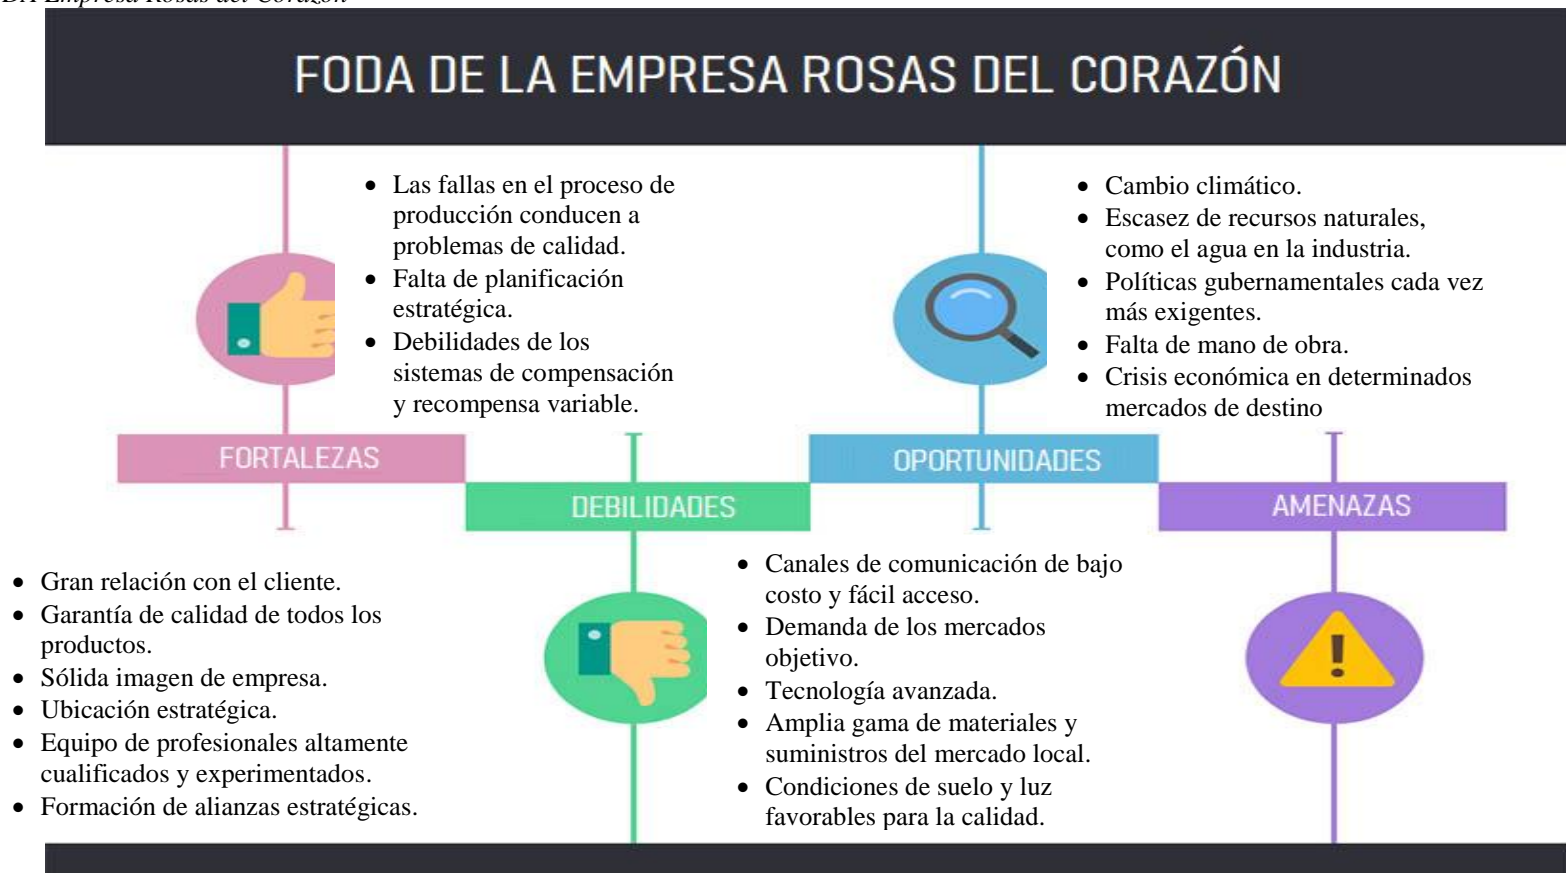 DA Empresa Rosas del Corazón
FODA DE LA EMPRESA ROSAS DEL CORAZÓN
• Las fallas en el proceso de
producción conducen a
problemas de calidad.
• Falta de planificación
estratégica.
• Debilidades de los
sistemas de compensación
y recompensa variable.
• Cambio climático.
• Escasez de recursos naturales,
como el agua en la industria.
• Políticas gubernamentales cada vez
más exigentes.
• Falta de mano de obra.
• Crisis económica en determinados
mercados de destino
FORTALEZAS
DEBILIDADES
OPORTUNIDADES
AMENAZAS
• Gran relación con el cliente.
• Garantía de calidad de todos los
productos.
• Sólida imagen de empresa.
• Ubicación estratégica.
• Equipo de profesionales altamente
cualificados y experimentados.
• Formación de alianzas estratégicas.
• Canales de comunicación de bajo
costo y fácil acceso.
• Demanda de los mercados
objetivo.
• Tecnología avanzada.
• Amplia gama de materiales y
suministros del mercado local.
• Condiciones de suelo y luz
favorables para la calidad.